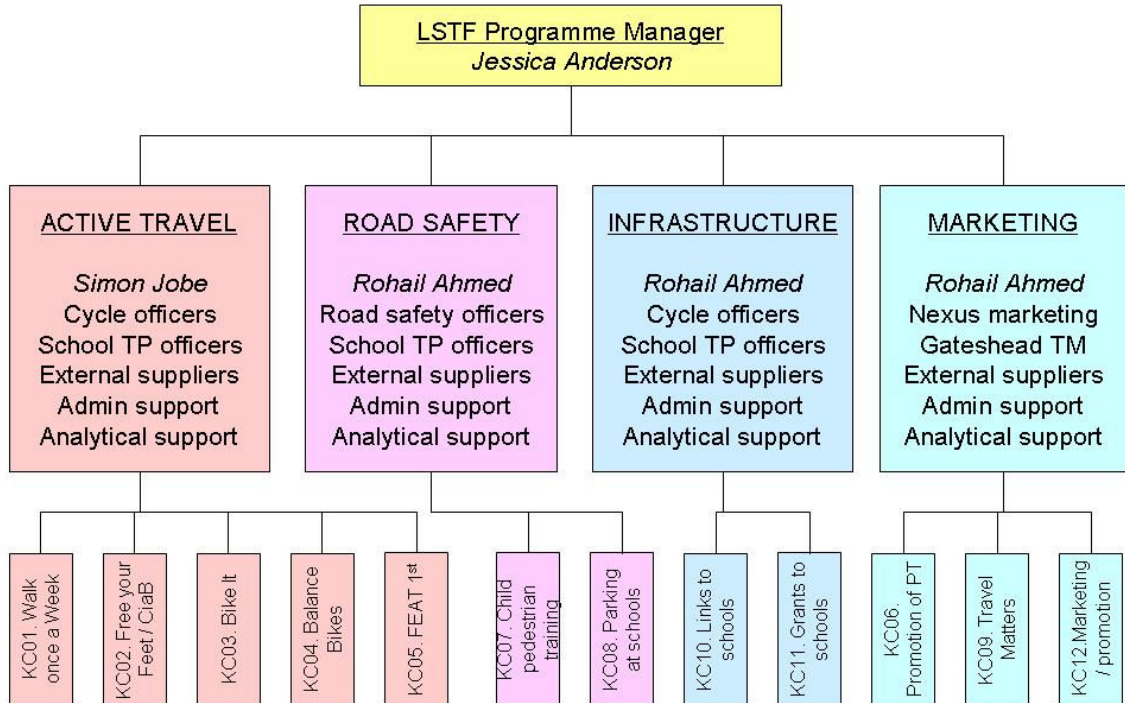 LSTF Programme Manager
Jessica Anderson
ACTIVE TRAVEL
Simon Jobe
Cycle officers
School TP officers
External suppliers
Admin support
Analytical support
ROAD SAFETY
Rohail Ahmed
Road safety officers
School TP officers
External suppliers
Admin support
Analytical support
INFRASTRUCTURE
Rohail Ahmed
Cycle officers
School TP officers
External suppliers
Admin support
Analytical support
MARKETING
Rohail Ahmed
Nexus marketing
Gateshead TM
External suppliers
Admin support
Analytical support
KC01. Walk
once a Week
KC02. Free your
Feet / CiaB
KC03. Bike It
KC04. Balance
Bikes
KC05. FEAT 1st
KC07. Child
pedestrian
training
KC08. Parking
at schools
KC10. Links to
schools
KC11. Grants to
schools
KC06.
Promotion of PT
KC09. Travel
Matters
KC12.Marketing
/ promotion